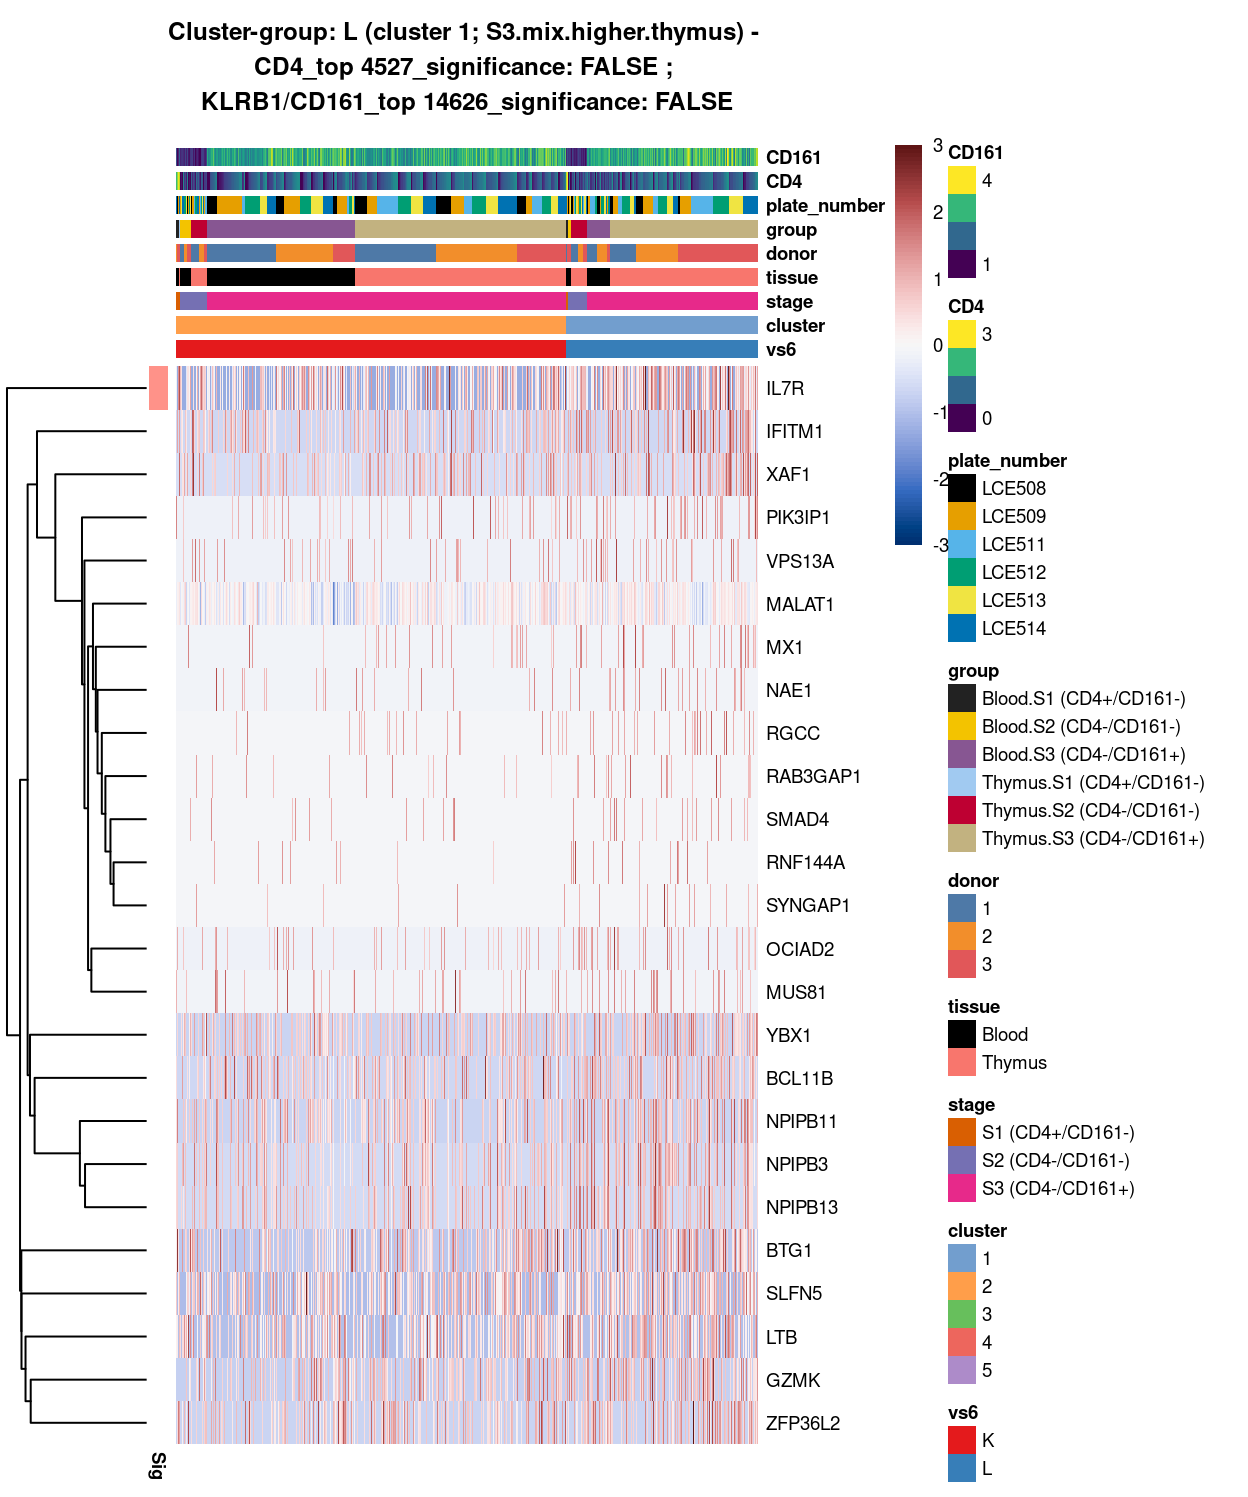 Cluster-group: L (cluster 1; S3.mix.higher.thymus) -
CD4_top 4527_significance: FALSE ;
KLRB1/CD161_top 14626_significance: FALSE
CD161
CD4
plate_number
group
donor
tissue
stage
cluster
vs6
IL7R
IFITM1
XAF1
PIK3IP1
VPS13A
MALAT1
MX1
NAE1
RGCC
RAB3GAP1
SMAD4
RNF144A
SYNGAP1
OCIAD2
MUS81
YBX1
BCL11B
NPIPB11
NPIPB3
NPIPB13
BTG1
SLFN5
LTB
GZMK
ZFP36L2
Sig
3
2
1
0
-1
-2
-3
CD161
4
1
CD4
3
0
plate_number
LCE508
LCE509
LCE511
LCE512
LCE513
LCE514
group
Blood.S1 (CD4+/CD161-)
Blood.S2 (CD4-/CD161-)
Blood.S3 (CD4-/CD161+)
Thymus.S1 (CD4+/CD161-)
Thymus.S2 (CD4-/CD161-)
Thymus.S3 (CD4-/CD161+)
donor
1
2
3
tissue
Blood
Thymus
stage
S1 (CD4+/CD161-)
S2 (CD4-/CD161-)
S3 (CD4-/CD161+)
cluster
1
2
3
4
5
vs6
K
L